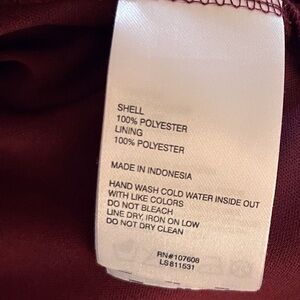 SHELL
100% POLYESTER
LINING
100% POLYESTER
MADE IN INDONESIA
HAND WASH COLD WATER INSIDE OUT
WITH LIKE COLORS
DO NOT BLEACH
LINE DRY, IRON ON LOW
DO NOT DRY CLEAN
RN#107608
LS811531